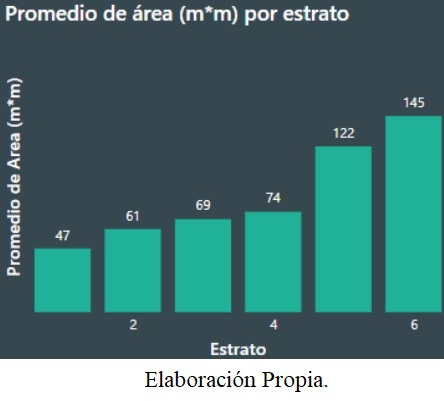 Promedio de área (m*m) por estrato
Promedio de Area (m*m)
47
61
69
74
122
145
2
4
6
Estrato
Elaboración Propia.